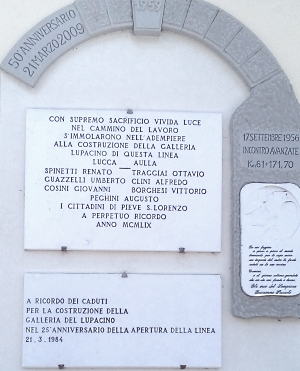 50° ANNIVERSARIO
21 MARZO 2009
1959
CON SUPREMO SACRIFICIO VIVIDA LUCE
NEL CAMMINO DEL LAVORO
S'IMMOLARONO NELL'ADEMPIERE
ALLA COSTRUZIONE DELLA GALLERIA
LUPACINO DI QUESTA LINEA
LUCCA AULLA
SPINETTI RENATO TRAGGIAI OTTAVIO
GUAZZELLI UMBERTO CLINI ALFREDO
COSINI GIOVANNI BORGHESI VITTORIO
PEGHINI AUGUSTO
I CITTADINI DI PIEVE S. LORENZO
A PERPETUO RICORDO
ANNO MCMLIX
17 SETTEMBRE 1956
INCONTRO AVANZATE
Km 61+171.70
A RICORDO DEI CADUTI
PER LA COSTRUZIONE DELLA
GALLERIA DEL LUPACINO
NEL 25° ANNIVERSARIO DELLA APERTURA DELLA LINEA
21.3.1984